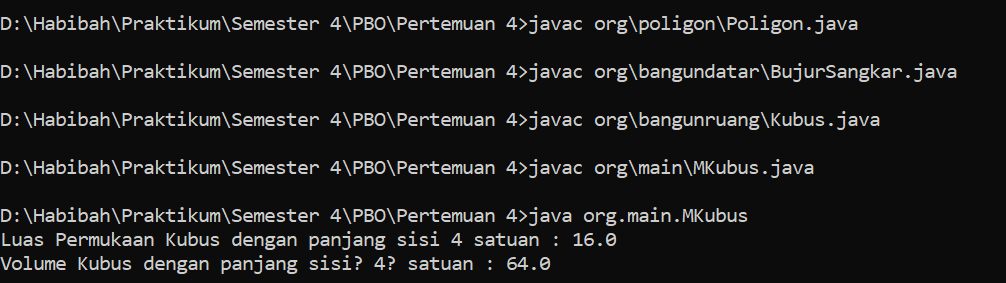 D:\Habibah\Praktikum\Semester 4\PBO\Pertemuan 4>javac org\poligon\Poligon.java
D:\Habibah\Praktikum\Semester 4\PBO\Pertemuan 4>javac org\bangundatar\BujurSangkar.java
D:\Habibah\Praktikum\Semester 4\PBO\Pertemuan 4>javac org\bangunruang\Kubus.java
D:\Habibah\Praktikum\Semester 4\PBO\Pertemuan 4>javac org\main\MKubus.java
D:\Habibah\Praktikum\Semester 4\PBO\Pertemuan 4>java org.main.MKubus
Luas Permukaan Kubus dengan panjang sisi 4 satuan : 16.0
Volume Kubus dengan panjang sisi? 4? satuan : 64.0